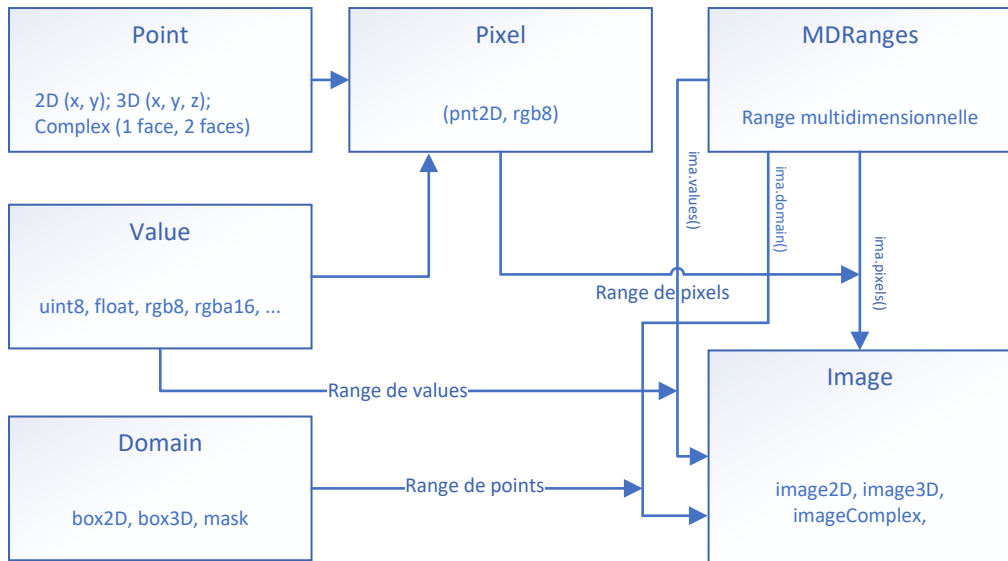 Point
2D (x, y); 3D (x, y, z);
Complex (1 face, 2 faces)
Pixel
(pnt2D, rgb8)
MDRanges
Range multidimensionnelle
ima.values()
ima.domain()
ima.pixels()
Value
uint8, float, rgb8, rgba16, ...
Range de pixels
Range de values
Domain
box2D, box3D, mask
Range de points
Image
image2D, image3D,
imageComplex,